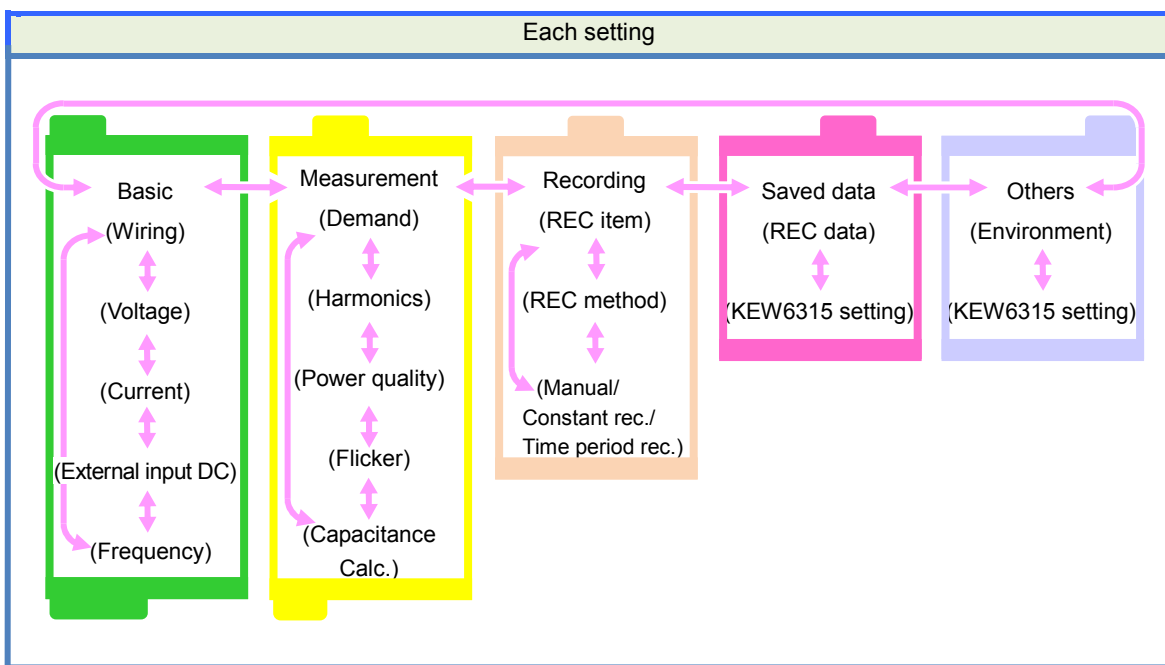 Each setting
Basic
(Wiring)
(Voltage)
(Current)
(External input DC)
(Frequency)
Measurement
(Demand)
(Harmonics)
(Power quality)
(Flicker)
(Capacitance
Calc.)
Recording
(REC item)
(REC method)
(Manual/
Constant rec./
Time period rec.)
Saved data
(REC data)
(KEW6315 setting)
Others
(Environment)
(KEW6315 setting)